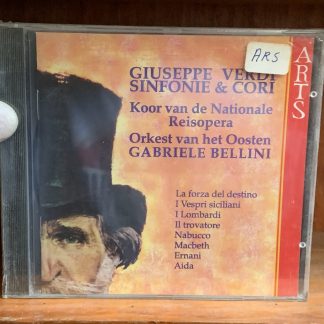 ARS
ARTS
GIUSEPPE VERDI
SINFONIE & CORI
Koor van de Nationale
Reisopera
Orkest van het Oosten
GABRIELE BELLINI
La forza del destino
I Vespri siciliani
I Lombardi
Il trovatore
Nabucco
Macbeth
Ernani
Aida